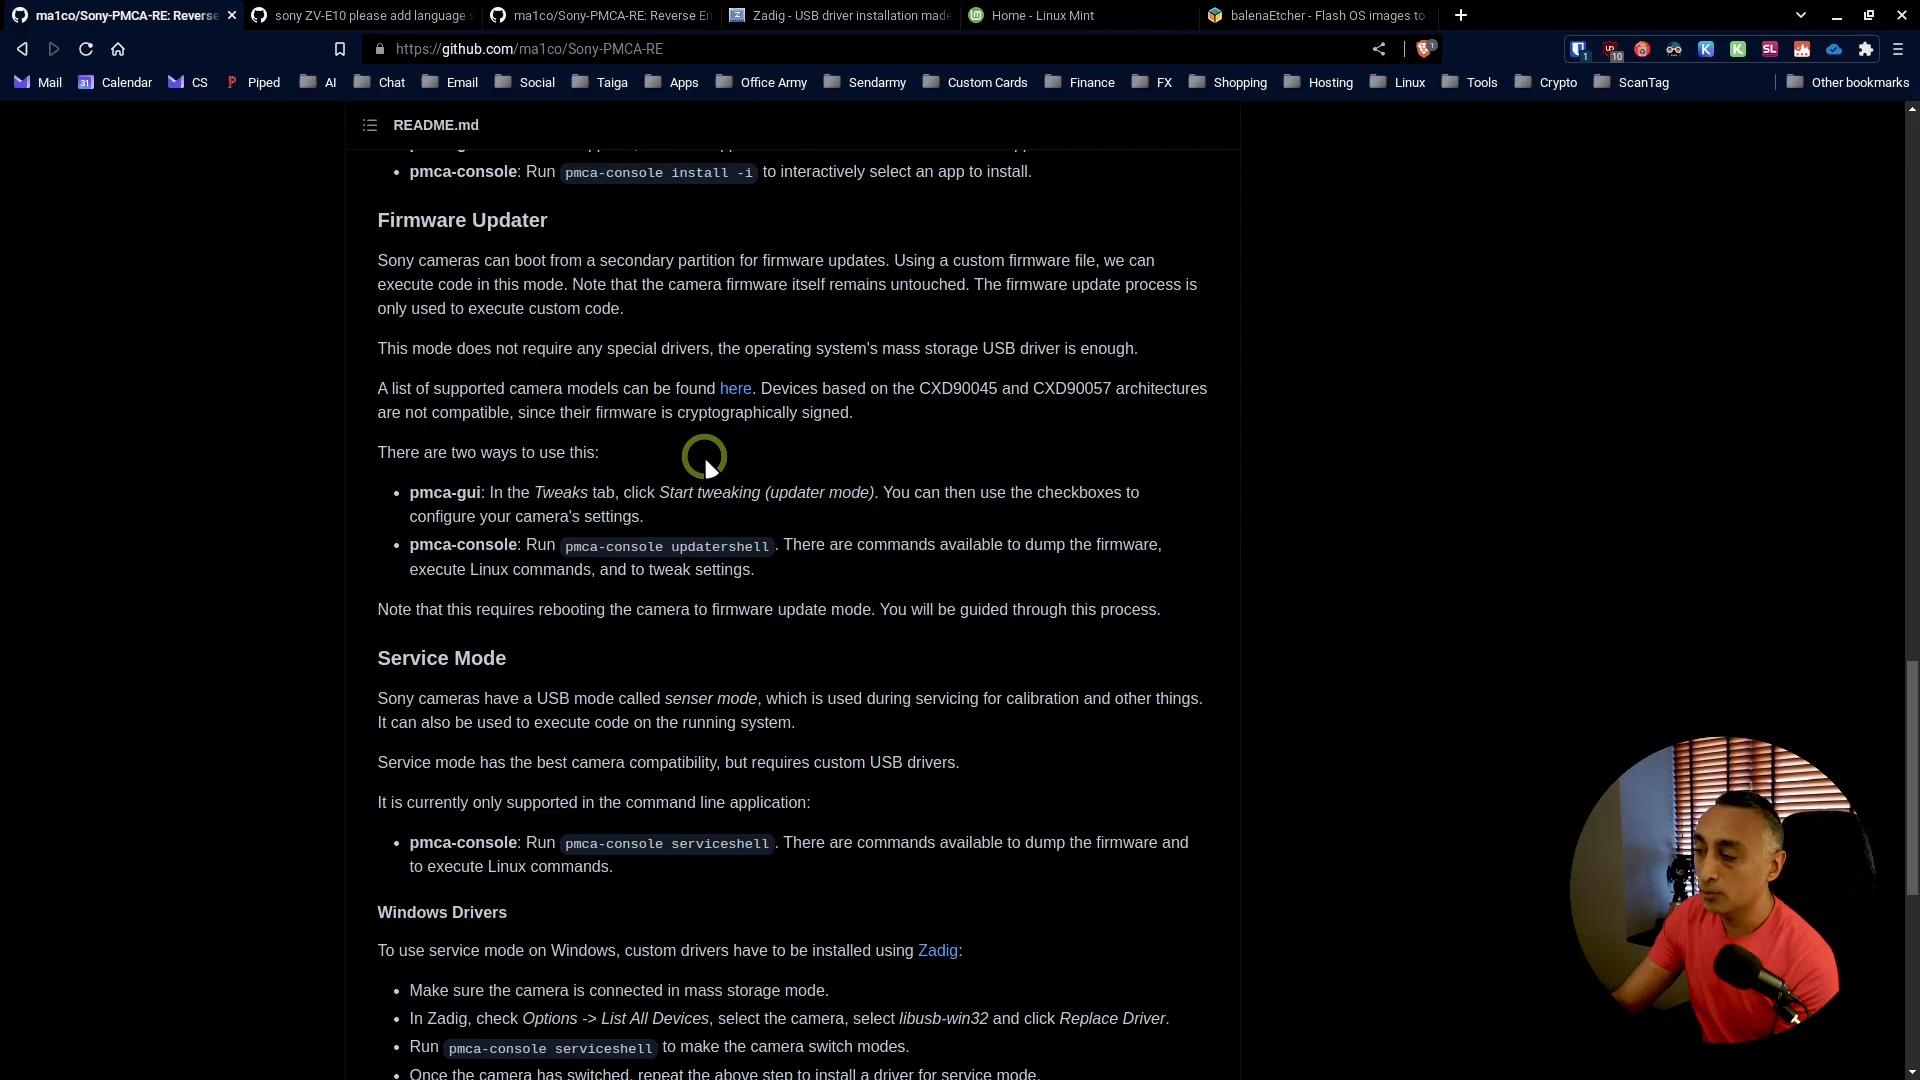 ma1co/Sony-PMCA-RE: Reverse
sony ZV-E10 please add language
ma1co/Sony-PMCA-RE: Reverse En
Zadig - USB driver installation made
Home - Linux Mint
balenaEtcher - Flash OS images to
https://github.com/ma1co/Sony-PMCA-RE
Mail
Calendar
CS
Piped
AI
Chat
Email
Social
Taiga
Apps
Office Army
Sendarmy
Custom Cards
Finance
FX
Shopping
Hosting
Linux
Tools
Crypto
ScanTag
Other bookmarks
README.md
• pmca-console: Run pmca-console install -i to interactively select an app to install.
Firmware Updater
Sony cameras can boot from a secondary partition for firmware updates. Using a custom firmware file, we can
execute code in this mode. Note that the camera firmware itself remains untouched. The firmware update process is
only used to execute custom code.
This mode does not require any special drivers, the operating system's mass storage USB driver is enough.
A list of supported camera models can be found here. Devices based on the CXD90045 and CXD90057 architectures
are not compatible, since their firmware is cryptographically signed.
There are two ways to use this:
• pmca-gui: In the Tweaks tab, click Start tweaking (updater mode). You can then use the checkboxes to
configure your camera's settings.
• pmca-console: Run pmca-console updatershell. There are commands available to dump the firmware,
execute Linux commands, and to tweak settings.
Note that this requires rebooting the camera to firmware update mode. You will be guided through this process.
Service Mode
Sony cameras have a USB mode called senser mode, which is used during servicing for calibration and other things.
It can also be used to execute code on the running system.
Service mode has the best camera compatibility, but requires custom USB drivers.
It is currently only supported in the command line application:
• pmca-console: Run pmca-console serviceshell. There are commands available to dump the firmware and
to execute Linux commands.
Windows Drivers
To use service mode on Windows, custom drivers have to be installed using Zadig:
• Make sure the camera is connected in mass storage mode.
• In Zadig, check Options -> List All Devices, select the camera, select libusb-win32 and click Replace Driver.
• Run pmca-console serviceshell to make the camera switch modes.
• Once the camera has switched, repeat the above step to install a driver for service mode.